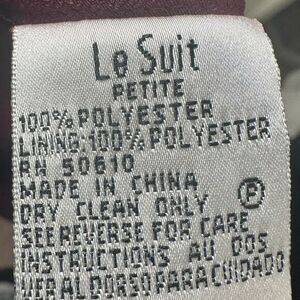 Le Suit
PETITE
100% POLYESTER
LINING:100% POLYESTER
RN 50610
MADE IN CHINA
DRY CLEAN ONLY Ⓟ
SEE REVERSE FOR CARE
INSTRUCTIONS AU DOS
VEA AL DORSO PARA CUIDADO